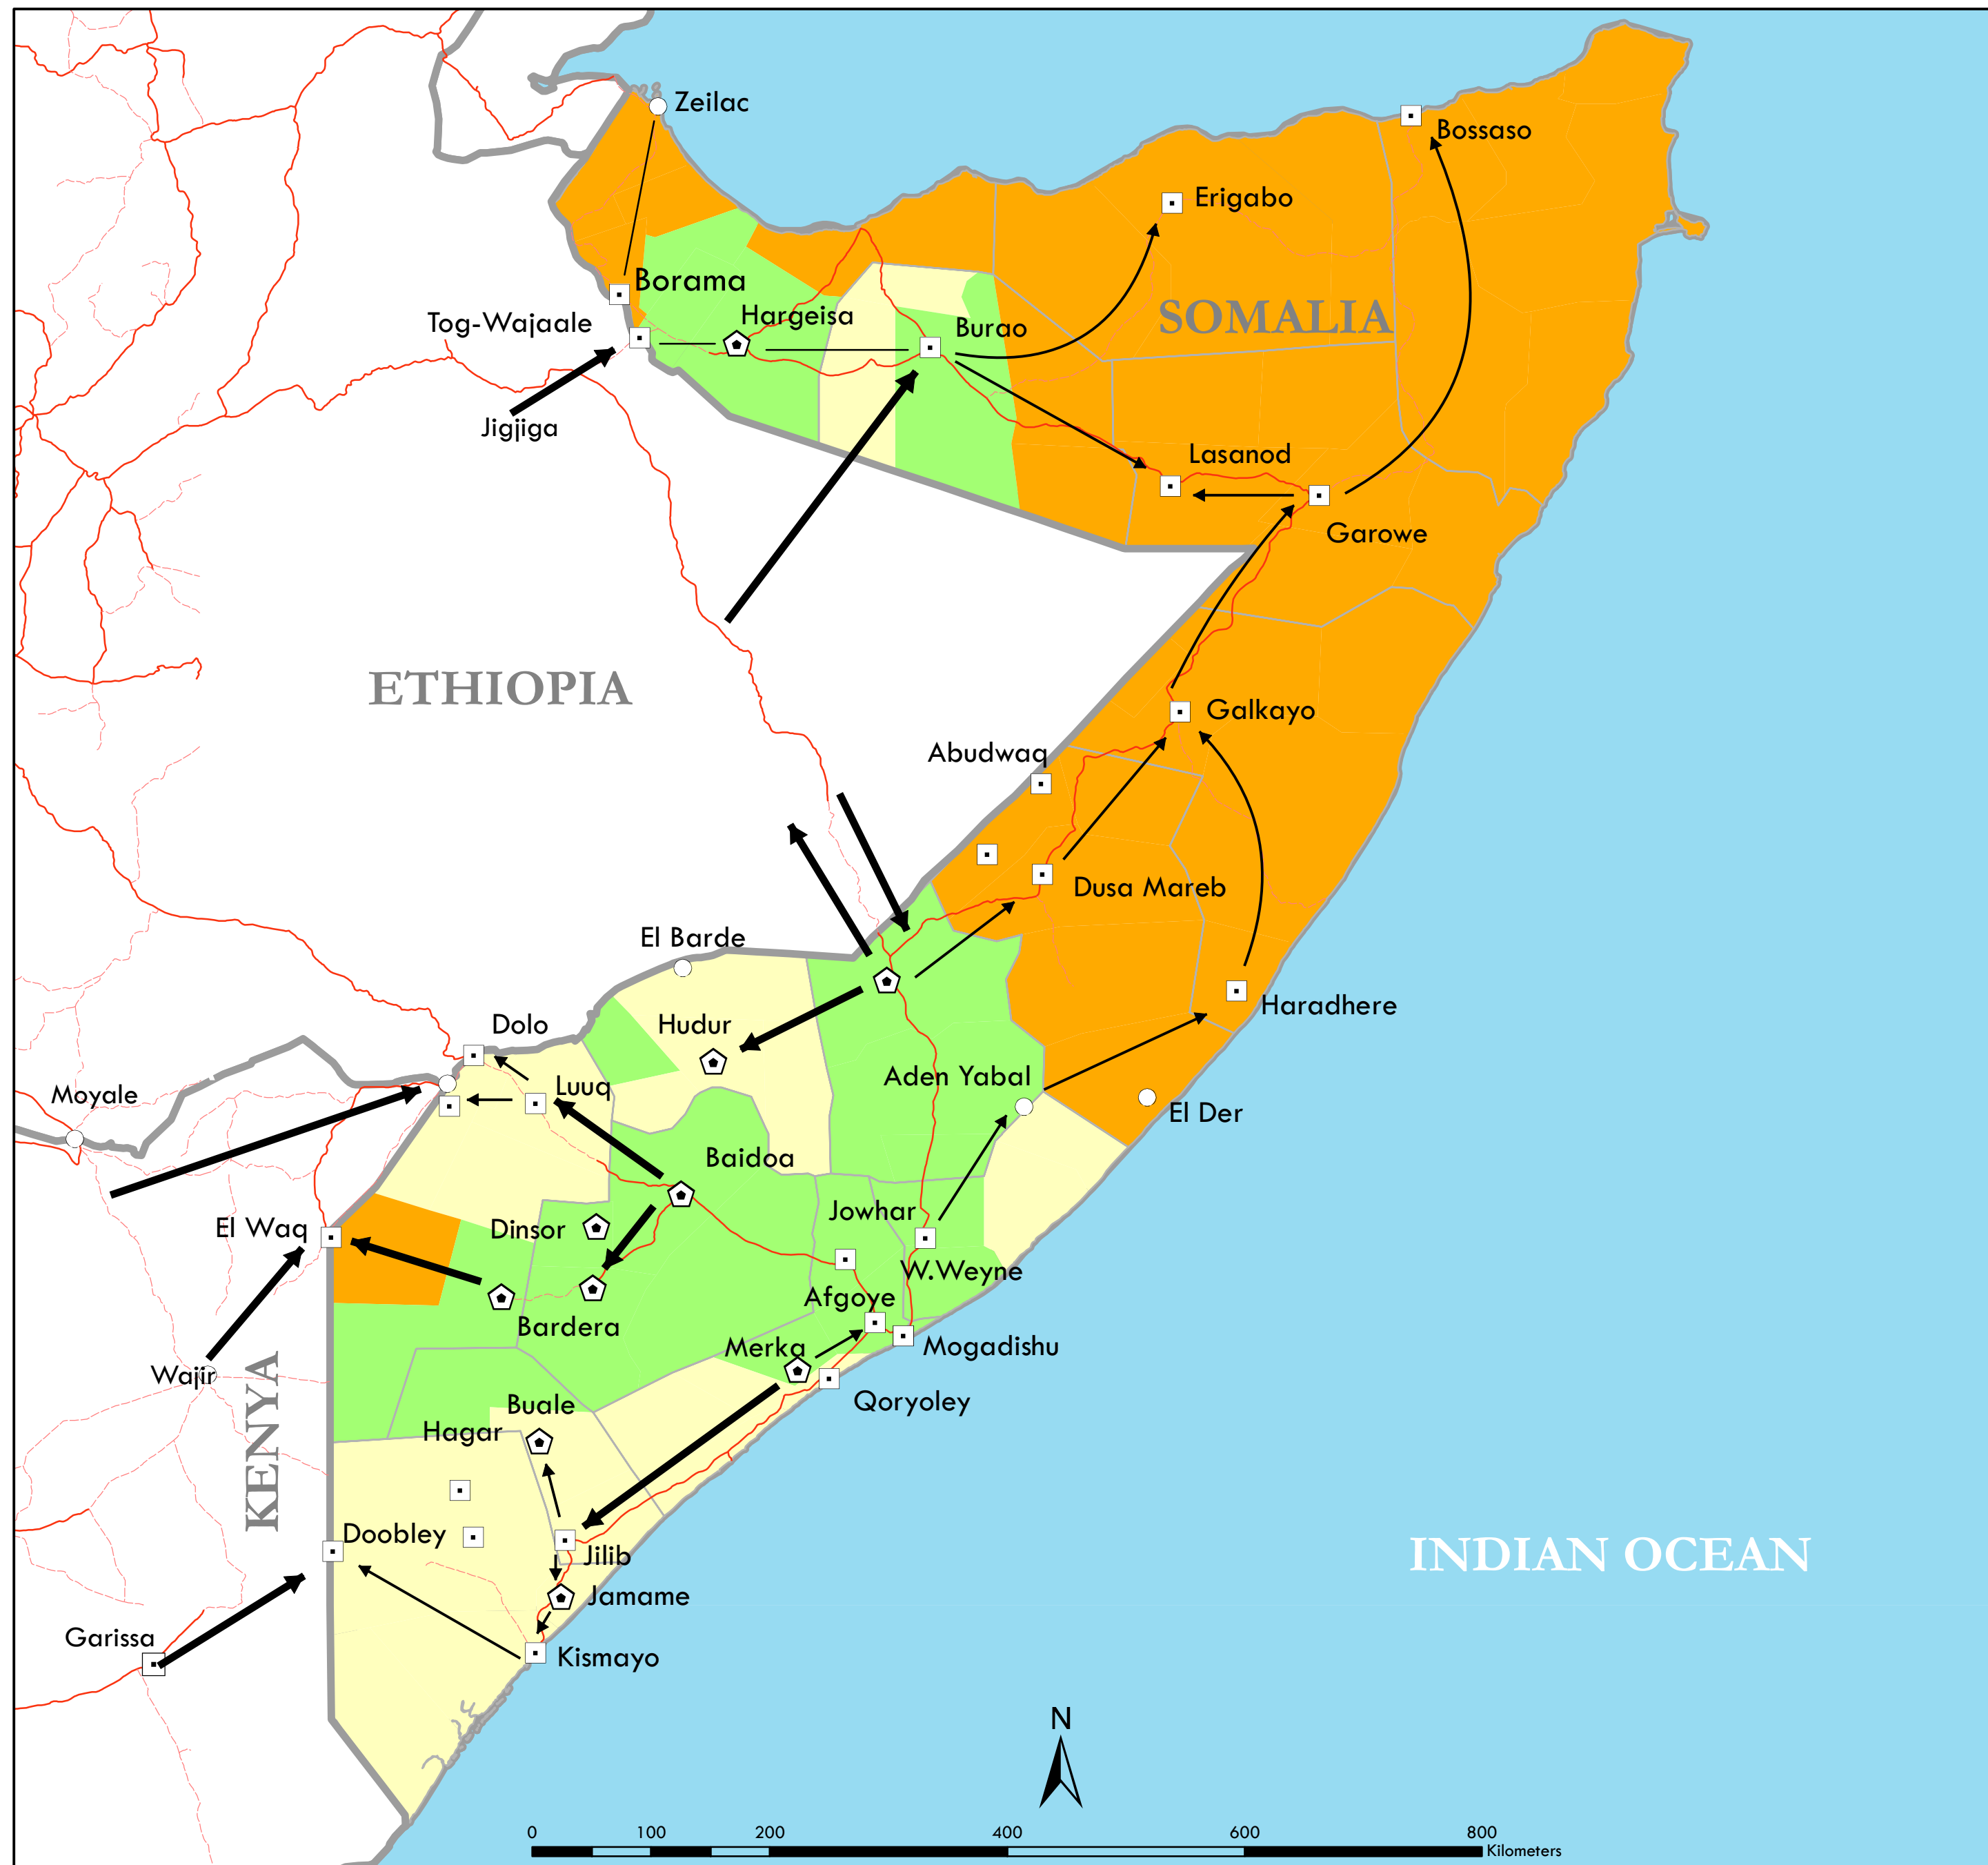 Zeilac
Bossaso
Erigabo
Borama
SOMALIA
Hargeisa
Tog-Wajaale
Burao
Jigjiga
Lasanod
Garowe
ETHIOPIA
Galkayo
Abudwaq
Dusa Mareb
El Barde
Haradhere
Hudur
Dolo
Aden Yabal
Luuq
Moyale
El Der
Baidoa
Jowhar
El Waq
Dinsor
W.Weyne
Afgoye
Bardera
Merka
Mogadishu
Wajir
KENYA
Qoryoley
Buale
Hagar
Doobley
Jilib
INDIAN OCEAN
Jamame
Garissa
Kismayo
N
0 100 200 400 600 800
Kilometers